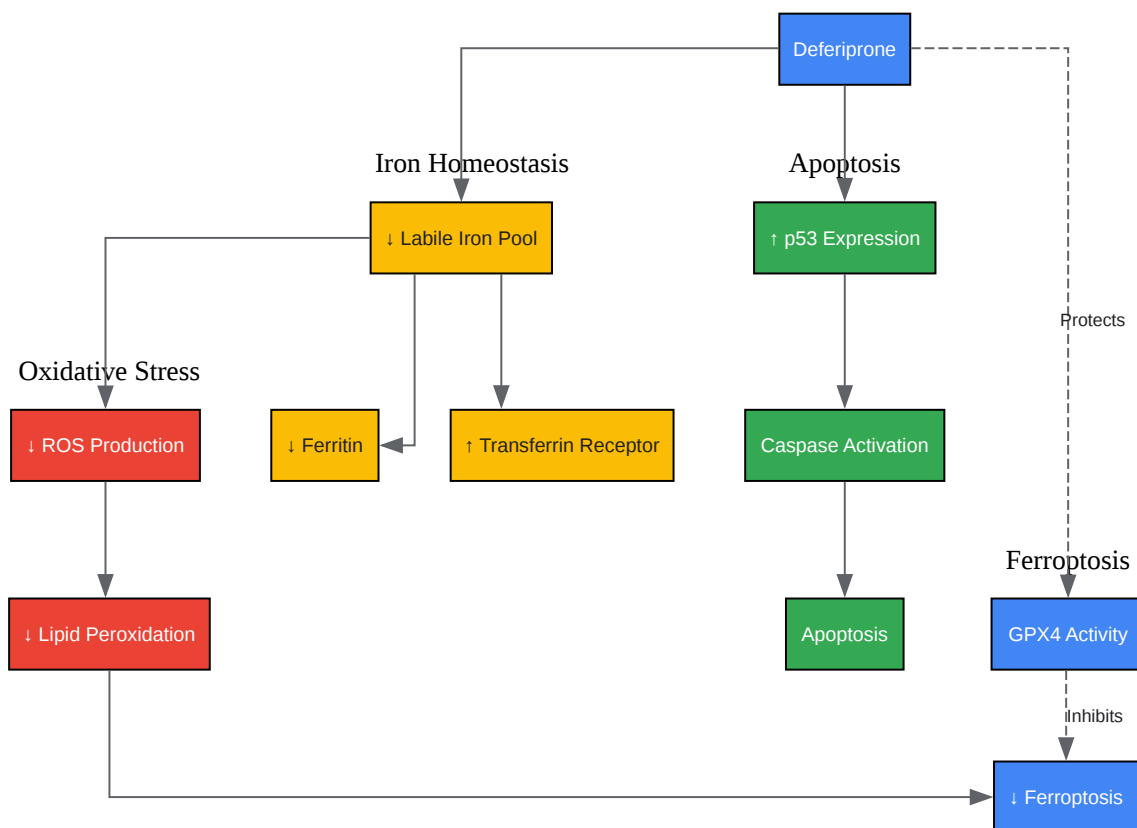 Deferiprone
Iron Homeostasis
Apoptosis
↓ Labile Iron Pool
↑ p53 Expression
Protects
Oxidative Stress
↓ ROS Production
↓ Ferritin
↑ Transferrin Receptor
Caspase Activation
Ferroptosis
↓ Lipid Peroxidation
Apoptosis
GPX4 Activity
Inhibits
↓ Ferroptosis